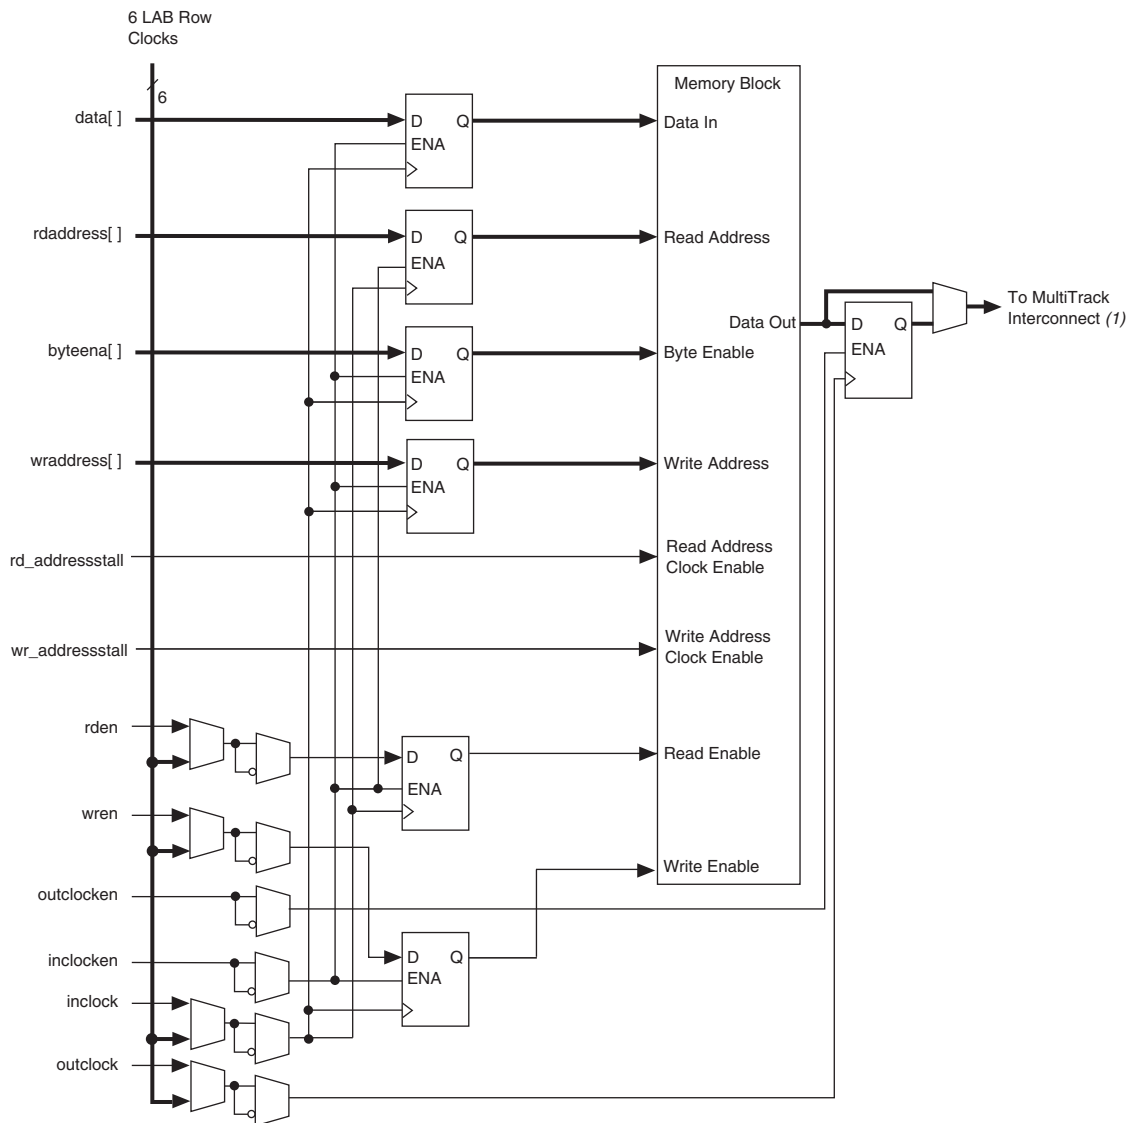 6 LAB Row
Clocks
6
Memory Block
data[ ]
D Q
ENA
Data In
rdaddress[ ]
D Q
ENA
Read Address
To MultiTrack
Interconnect (1)
Data Out
D Q
ENA
byteena[ ]
D Q
ENA
Byte Enable
wraddress[ ]
D Q
ENA
Write Address
rd_addressstall
Read Address
Clock Enable
wr_addressstall
Write Address
Clock Enable
rden
D Q
ENA
Read Enable
wren
Write Enable
outclocken
inclocken
D Q
ENA
inclock
outclock